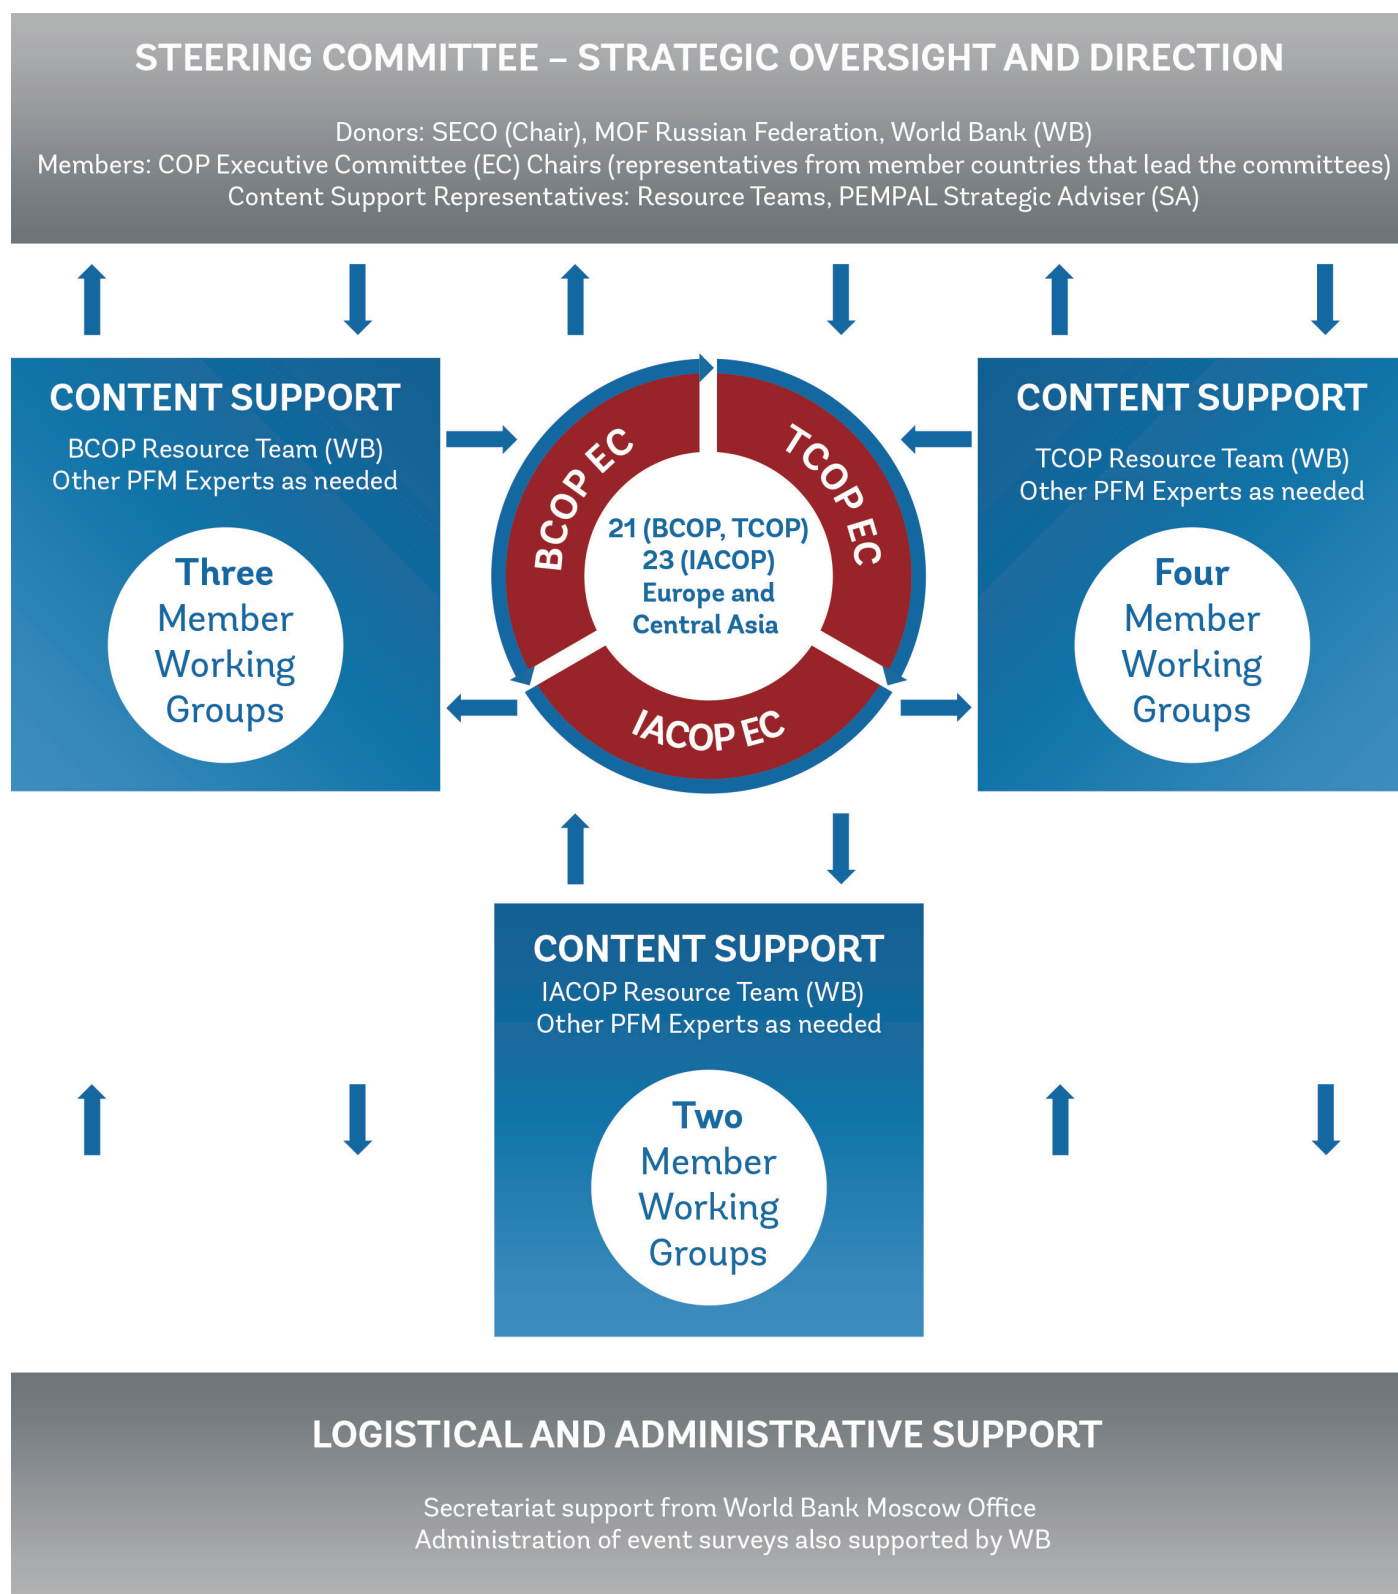 STEERING COMMITTEE – STRATEGIC OVERSIGHT AND DIRECTION
Donors: SECO (Chair), MOF Russian Federation, World Bank (WB)
Members: COP Executive Committee (EC) Chairs (representatives from member countries that lead the committees)
Content Support Representatives: Resource Teams, PEMPAL Strategic Adviser (SA)
CONTENT SUPPORT
BCOP Resource Team (WB)
Other PFM Experts as needed
Three
Member
Working
Groups
BCOP EC
TCOP EC
IACOP EC
21 (BCOP, TCOP)
23 (IACOP)
Europe and
Central Asia
CONTENT SUPPORT
TCOP Resource Team (WB)
Other PFM Experts as needed
Four
Member
Working
Groups
CONTENT SUPPORT
IACOP Resource Team (WB)
Other PFM Experts as needed
Two
Member
Working
Groups
LOGISTICAL AND ADMINISTRATIVE SUPPORT
Secretariat support from World Bank Moscow Office
Administration of event surveys also supported by WB